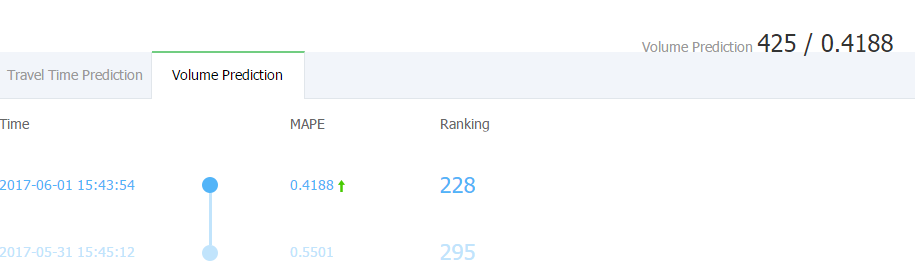 Volume Prediction 425 / 0.4188
Travel Time Prediction Volume Prediction
Time MAPE Ranking
2017-06-01 15:43:54 0.4188 228
2017-05-31 15:45:12 0.5501 295